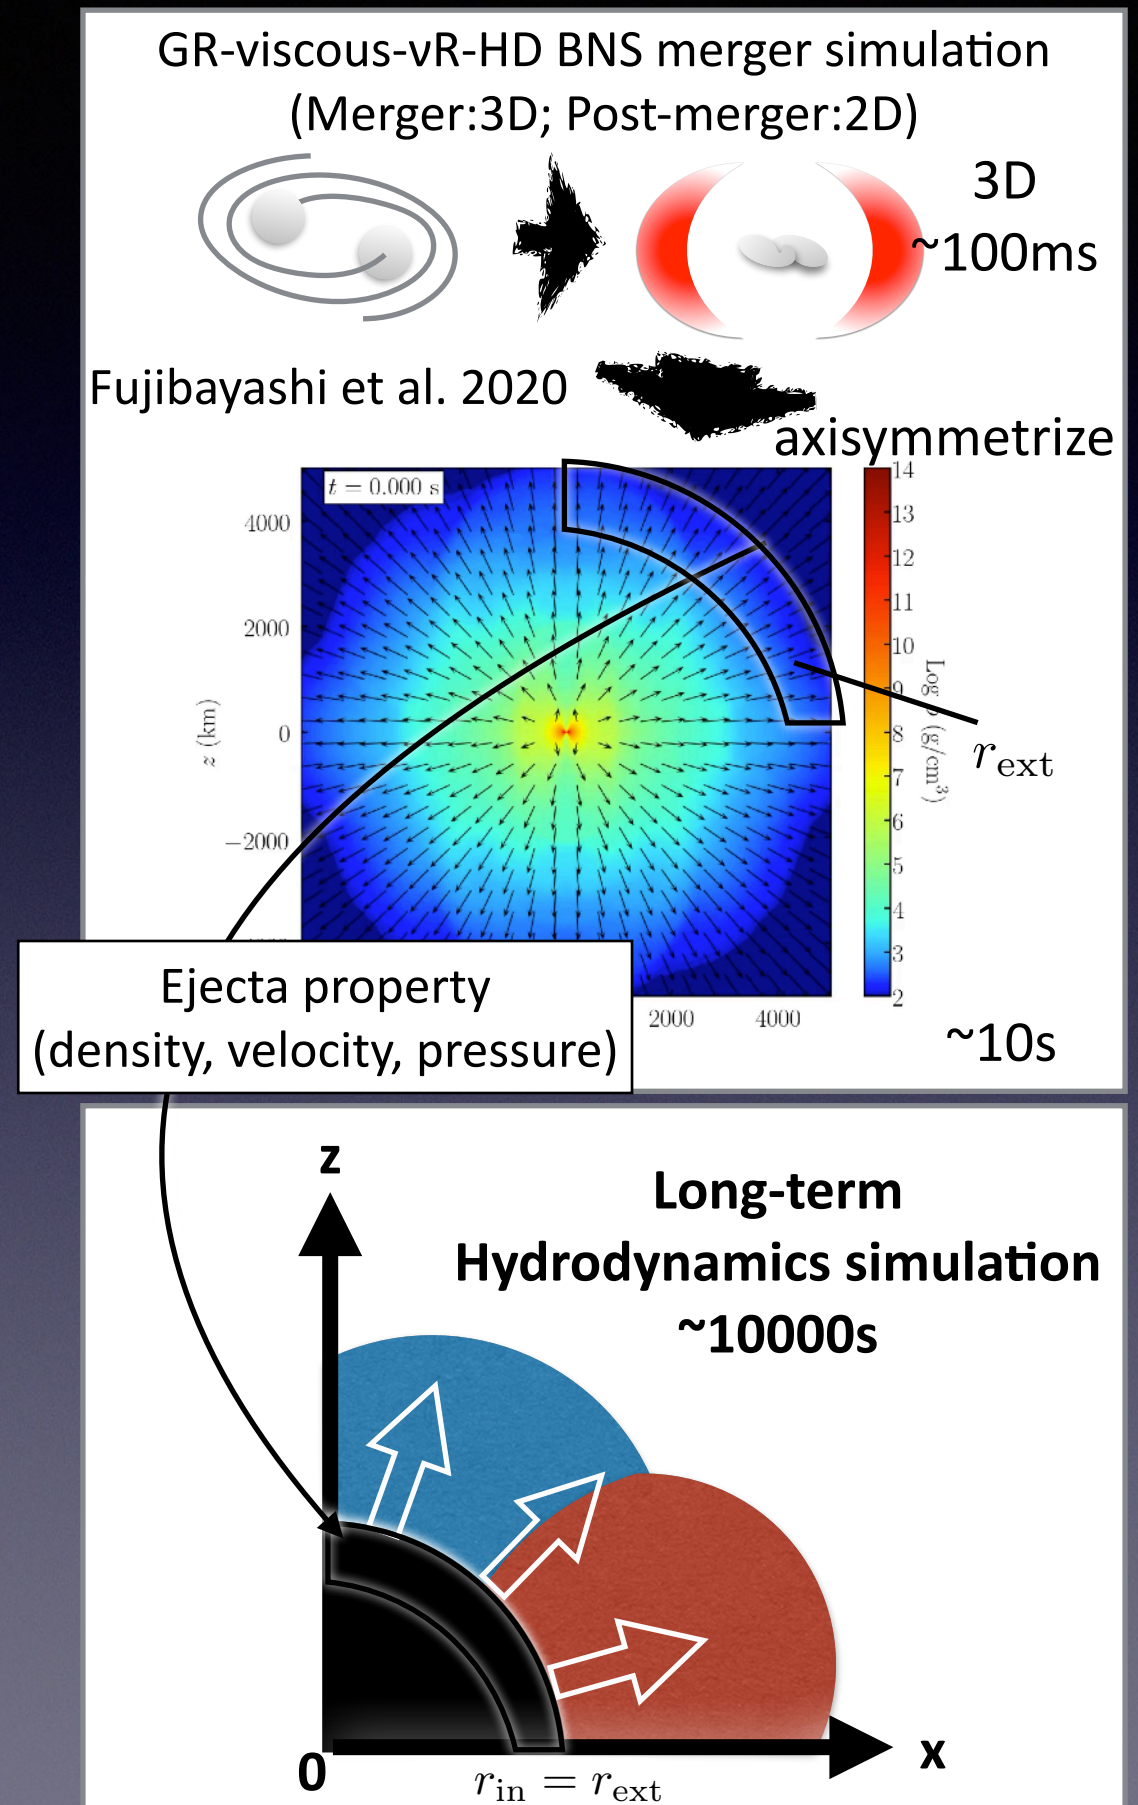 GR-viscous-νR-HD BNS merger simulation
(Merger:3D; Post-merger:2D)
3D
~100ms
Fujibayashi et al. 2020
axisymmetrize
t = 0.000 s
4000
2000
0
−2000
z (km)
2000
4000
14
13
12
11
10
9
8
7
6
5
4
3
2
Log ρ (g/cm³)
r_ext
~10s
Ejecta property
(density, velocity, pressure)
z
Long-term
Hydrodynamics simulation
~10000s
0
x
r_in = r_ext